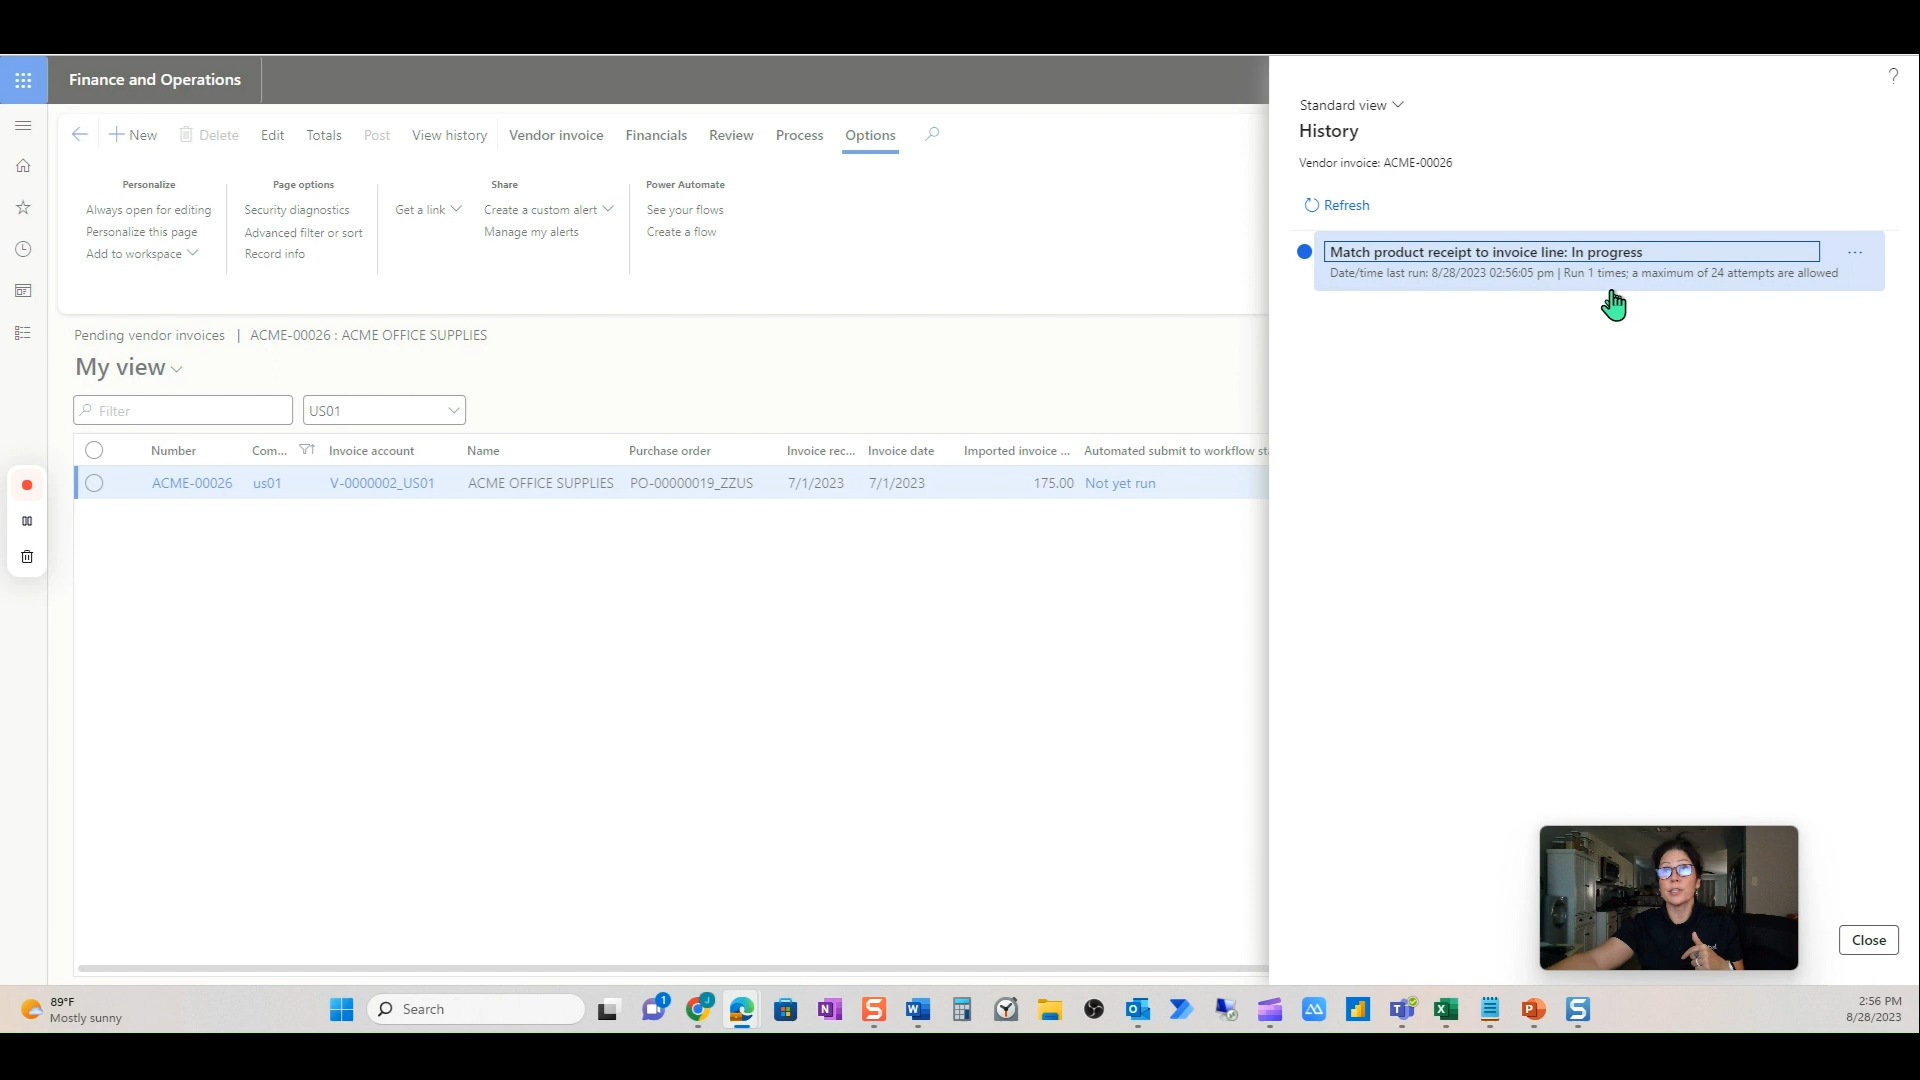 Finance and Operations
New
Delete
Edit
Totals
Post
View history
Vendor invoice
Financials
Review
Process
Options
Personalize
Always open for editing
Personalize this page
Add to workspace
Page options
Security diagnostics
Advanced filter or sort
Record info
Share
Get a link
Create a custom alert
Manage my alerts
Power Automate
See your flows
Create a flow
Pending vendor invoices | ACME-00026 : ACME OFFICE SUPPLIES
My view
Filter
US01
Number Com... Invoice account Name Purchase order Invoice rec... Invoice date Imported invoice ... Automated submit to workflow st
ACME-00026 us01 V-0000002_US01 ACME OFFICE SUPPLIES PO-00000019_ZZUS 7/1/2023 7/1/2023 175.00 Not yet run
?
Standard view
History
Vendor invoice: ACME-00026
Refresh
Match product receipt to invoice line: In progress
...
Date/time last run: 8/28/2023 02:56:05 pm | Run 1 times; a maximum of 24 attempts are allowed
Close
89°F
Mostly sunny
Search
1
2:56 PM
8/28/2023